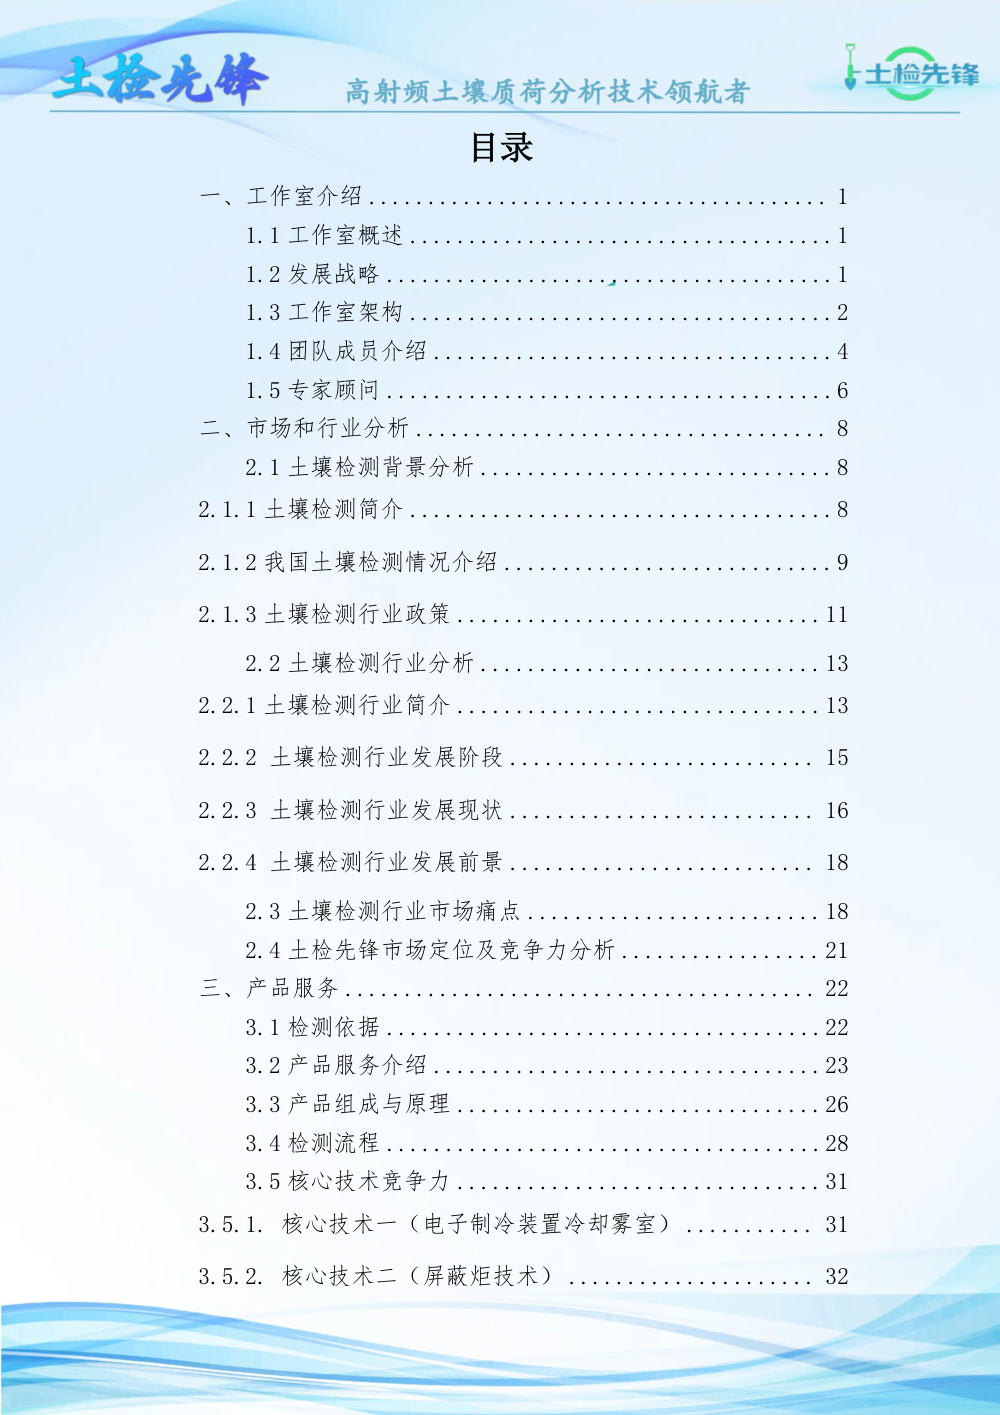 土检先锋
高射频土壤质荷分析技术领航者
土检先锋
目录
一、工作室介绍....................................... 1
1.1工作室概述....................................1
1.2发展战略......................................1
1.3工作室架构....................................2
1.4团队成员介绍..................................4
1.5专家顾问......................................6
二、市场和行业分析................................... 8
2.1土壤检测背景分析..............................8
2.1.1土壤检测简介....................................8
2.1.2我国土壤检测情况介绍............................9
2.1.3土壤检测行业政策...............................11
2.2土壤检测行业分析.............................13
2.2.1土壤检测行业简介...............................13
2.2.2 土壤检测行业发展阶段.......................... 15
2.2.3 土壤检测行业发展现状.......................... 16
2.2.4 土壤检测行业发展前景.......................... 18
2.3土壤检测行业市场痛点.........................18
2.4土检先锋市场定位及竞争力分析.................21
三、产品服务........................................ 22
3.1检测依据.....................................22
3.2产品服务介绍.................................23
3.3产品组成与原理...............................26
3.4检测流程.....................................28
3.5核心技术竞争力...............................31
3.5.1. 核心技术一（电子制冷装置冷却雾室）........... 31
3.5.2. 核心技术二（屏蔽炬技术）..................... 32